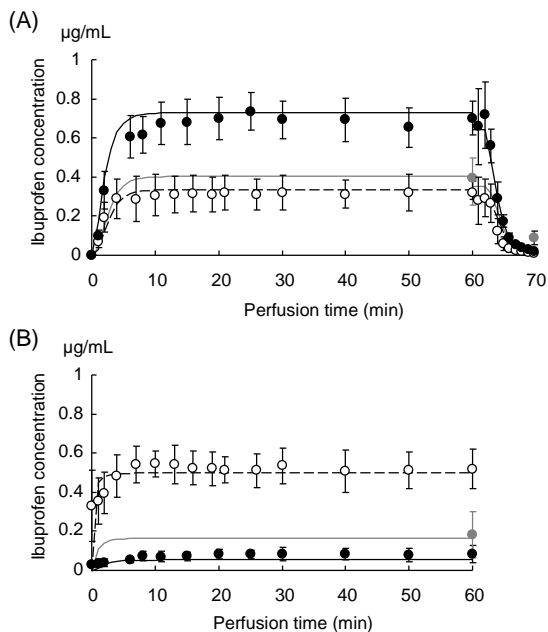 (A)
µg/mL
1
0.8
0.6
0.4
0.2
0
Ibuprofen concentration
0 10 20 30 40 50 60 70
Perfusion time (min)
(B)
µg/mL
1
0.8
0.6
0.4
0.2
0
Ibuprofen concentration
0 10 20 30 40 50 60
Perfusion time (min)